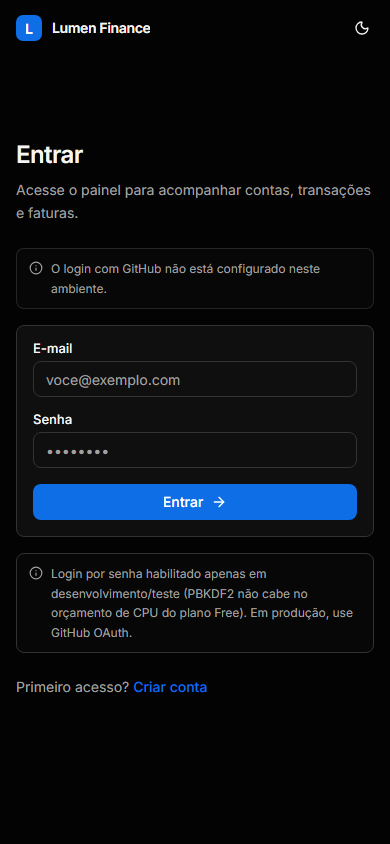 L Lumen Finance
Entrar
Acesse o painel para acompanhar contas, transações
e faturas.
O login com GitHub não está configurado neste
ambiente.
E-mail
voce@exemplo.com
Senha
••••••••
Entrar →
Login por senha habilitado apenas em
desenvolvimento/teste (PBKDF2 não cabe no
orçamento de CPU do plano Free). Em produção, use
GitHub OAuth.
Primeiro acesso? Criar conta